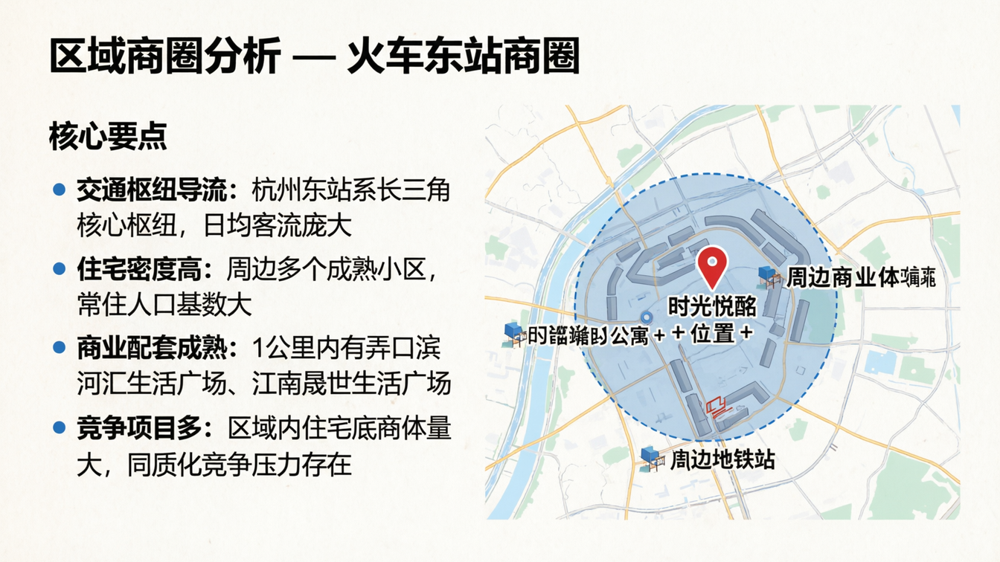 区域商圈分析 — 火车东站商圈
核心要点
交通枢纽导流：杭州东站系长三角
核心枢纽，日均客流庞大
住宅密度高：周边多个成熟小区，
常住人口基数大
商业配套成熟：1公里内有弄口滨
河汇生活广场、江南晟世生活广场
竞争项目多：区域内住宅底商体量
大，同质化竞争压力存在
周边商业体
时光悦酩
公寓++位置+
周边地铁站